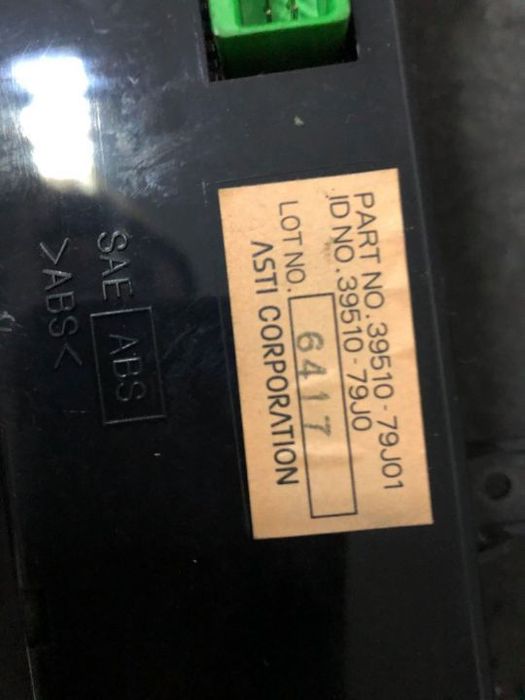 PART NO. 39510-79J01
ID NO. 39510-79J0
LOT NO. 6417
ASTI CORPORATION
SAE ABS
>ABS<